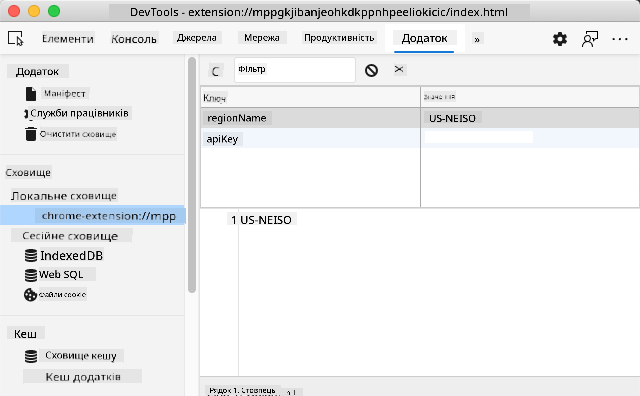 DevTools - extension://mppgkjibanjeohkdkppnhpeeliokicic/index.html
Елементи Консоль Джерела Мережа Продуктивність Додаток »
Додаток
Маніфест
Служби працівників
Очистити сховище
Сховище
Локальне сховище
chrome-extension://mpp
Сесійне сховище
IndexedDB
Web SQL
Файли cookie
Кеш
Сховище кешу
Кеш додатків
C Фільтр
Ключ Значення
regionName US-NEISO
apiKey
1 US-NEISO
Рядок 1, Стовпець